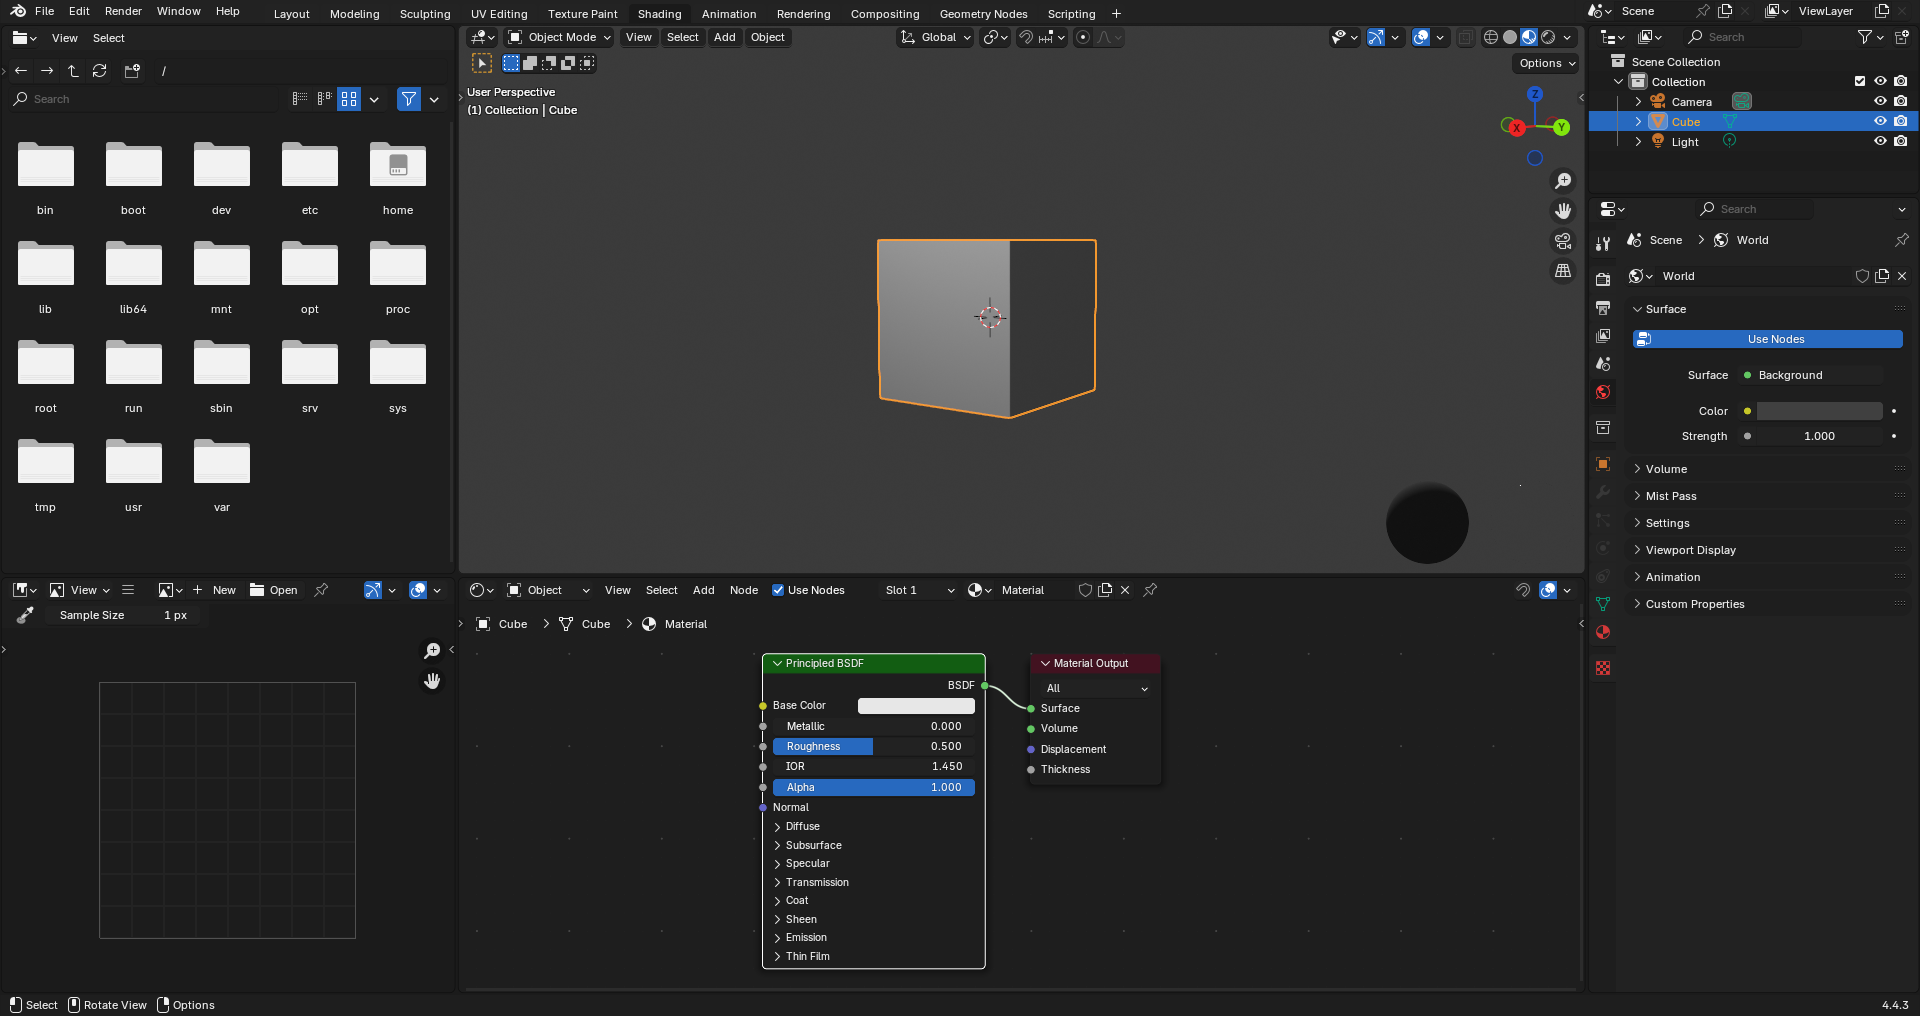 File Edit Render Window Help Layout Modeling Sculpting UV Editing Texture Paint Shading Animation Rendering Compositing Geometry Nodes Scripting + Scene ViewLayer
View Select
/
Search
bin boot dev etc home
lib lib64 mnt opt proc
root run sbin srv sys
tmp usr var
Object Mode View Select Add Object Global
Options
User Perspective
(1) Collection | Cube
Z
X Y
Search
Scene Collection
Collection
Camera
Cube
Light
Search
Scene > World
World
Surface
Use Nodes
Surface Background
Color
Strength 1.000
Volume
Mist Pass
Settings
Viewport Display
Animation
Custom Properties
View New Open
Sample Size 1 px
Object View Select Add Node Use Nodes Slot 1 Material
Cube > Cube > Material
Principled BSDF
BSDF
Base Color
Metallic 0.000
Roughness 0.500
IOR 1.450
Alpha 1.000
Normal
Diffuse
Subsurface
Specular
Transmission
Coat
Sheen
Emission
Thin Film
Material Output
All
Surface
Volume
Displacement
Thickness
Select Rotate View Options 4.4.3